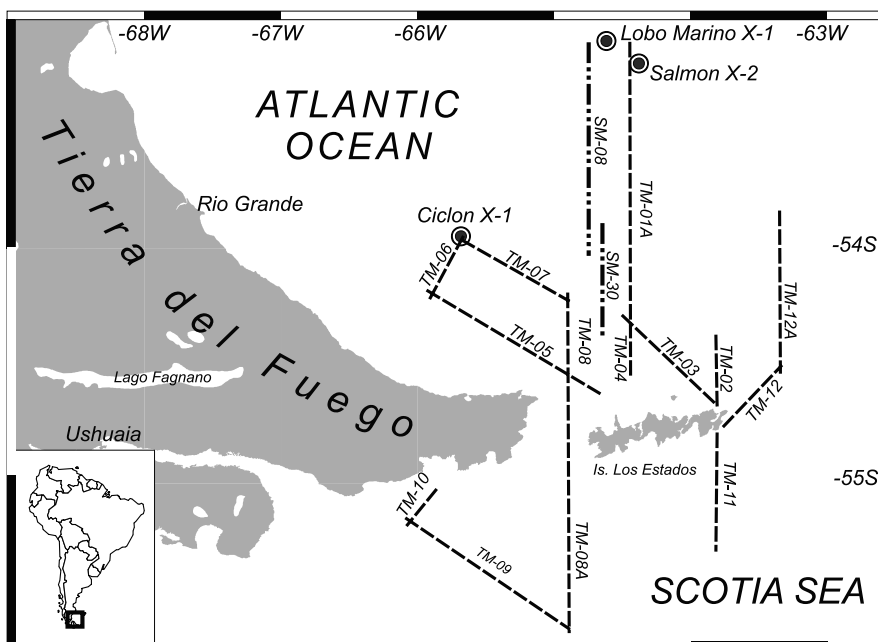 -68W
-67W
-66W
-63W
Lobo Marino X-1
Salmon X-2
ATLANTIC
OCEAN
SM-08
Tierra
del Fuego
Rio Grande
TM-01A
Ciclon X-1
-54S
TM-06
TM-07
SM-30
TM-12A
TM-05
TM-08
TM-04
TM-03
TM-02
Lago Fagnano
TM-12
Ushuaia
Is. Los Estados
-55S
TM-10
TM-11
TM-09
TM-08A
SCOTIA SEA